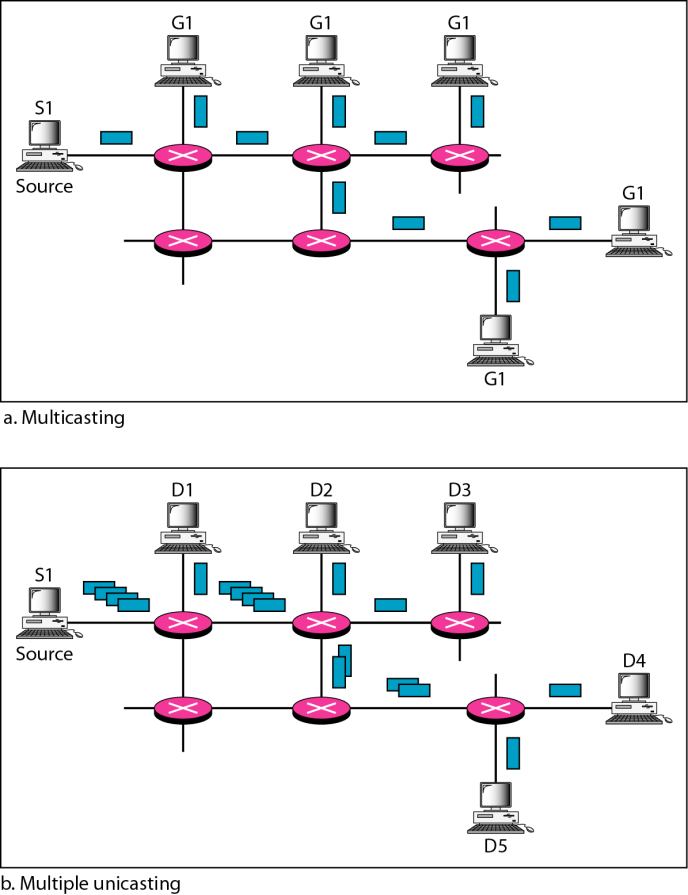 G1 G1 G1
S1
Source
G1
G1
a. Multicasting
D1 D2 D3
S1
Source
D4
D5
b. Multiple unicasting